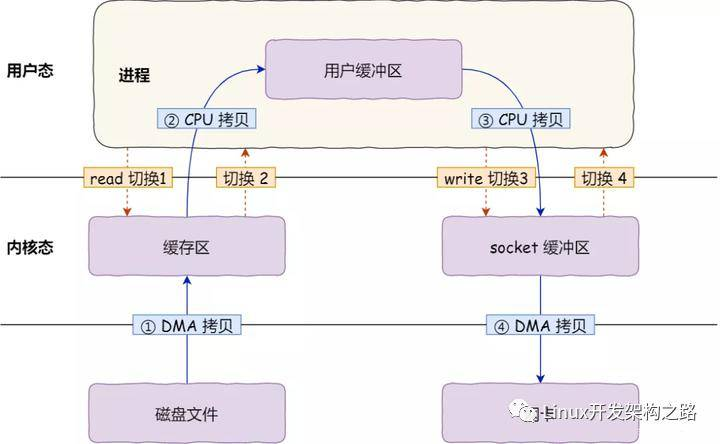 用户态
进程
用户缓冲区
② CPU 拷贝
③ CPU 拷贝
read 切换1
切换 2
write 切换3
切换 4
内核态
缓存区
socket 缓冲区
① DMA 拷贝
④ DMA 拷贝
磁盘文件
Linux开发架构之路